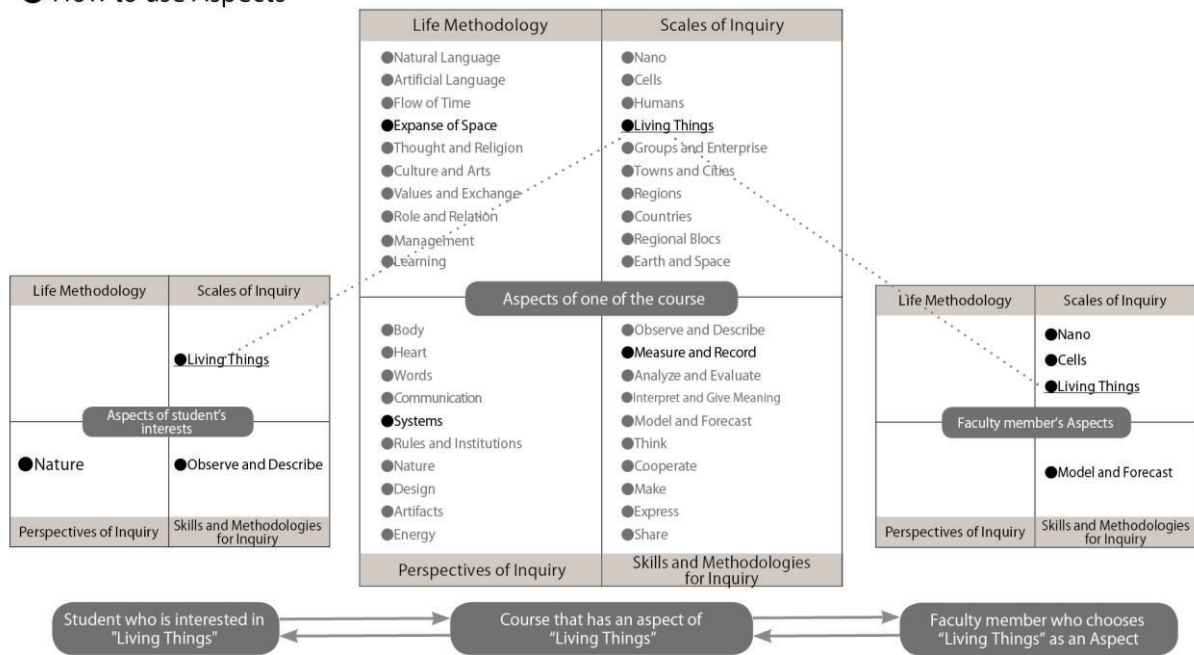 ● How to use Aspects
Life Methodology
Scales of Inquiry
●Natural Language
●Artificial Language
●Flow of Time
●Expanse of Space
●Thought and Religion
●Culture and Arts
●Values and Exchange
●Role and Relation
●Management
●Learning
●Nano
●Cells
●Humans
●Living Things
●Groups and Enterprise
●Towns and Cities
●Regions
●Countries
●Regional Blocs
●Earth and Space
Aspects of one of the course
●Body
●Heart
●Words
●Communication
●Systems
●Rules and Institutions
●Nature
●Design
●Artifacts
●Energy
●Observe and Describe
●Measure and Record
●Analyze and Evaluate
●Interpret and Give Meaning
●Model and Forecast
●Think
●Cooperate
●Make
●Express
●Share
Perspectives of Inquiry
Skills and Methodologies
for Inquiry
Life Methodology
Scales of Inquiry
●Living Things
Aspects of student's
interests
●Nature
●Observe and Describe
Perspectives of Inquiry
Skills and Methodologies
for Inquiry
Life Methodology
Scales of Inquiry
●Nano
●Cells
●Living Things
Faculty member's Aspects
●Model and Forecast
Perspectives of Inquiry
Skills and Methodologies
for Inquiry
Student who is interested in
"Living Things"
Course that has an aspect of
“Living Things”
Faculty member who chooses
“Living Things” as an Aspect